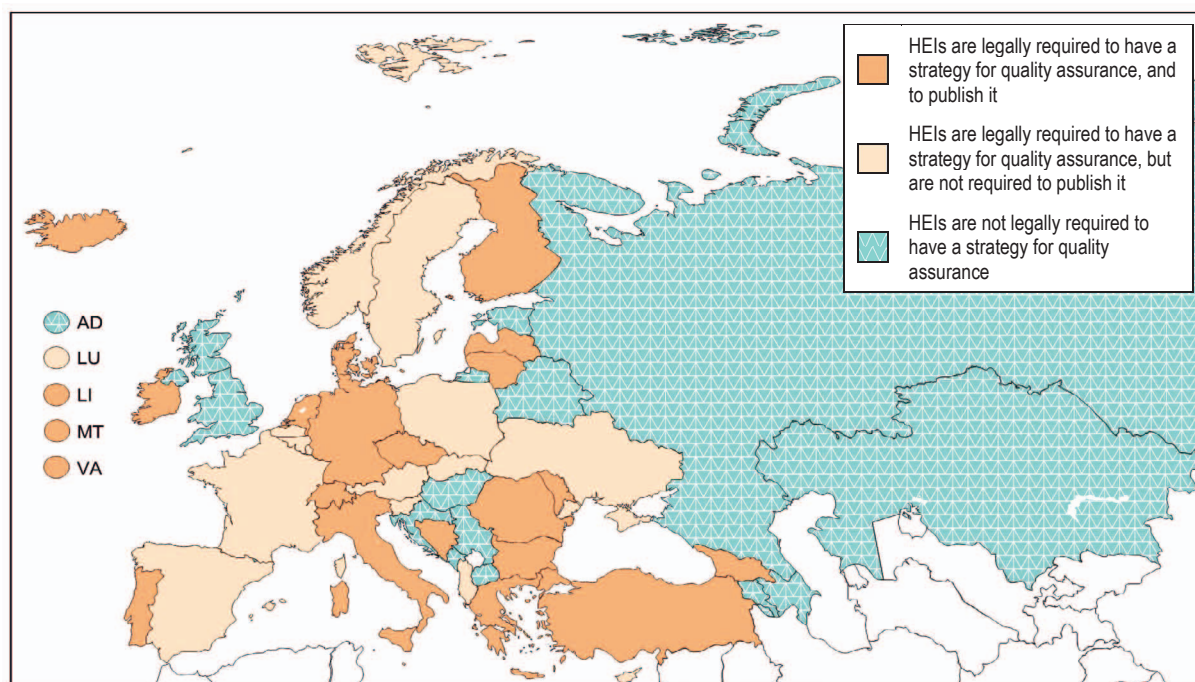 HEIs are legally required to have a
strategy for quality assurance, and
to publish it
HEIs are legally required to have a
strategy for quality assurance, but
are not required to publish it
HEIs are not legally required to
have a strategy for quality
assurance
AD
LU
LI
MT
VA